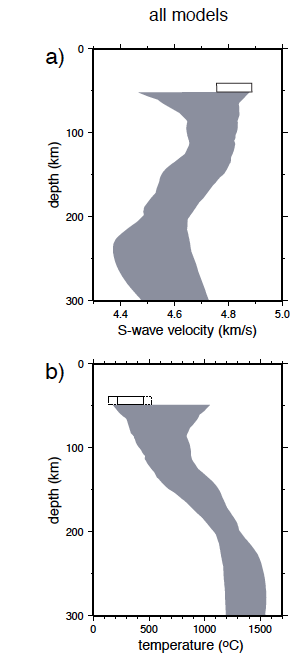 all models
a)
0
100
200
300
depth (km)
4.4 4.6 4.8 5.0
S-wave velocity (km/s)
b)
0
100
200
300
depth (km)
0 500 1000 1500
temperature (ºC)